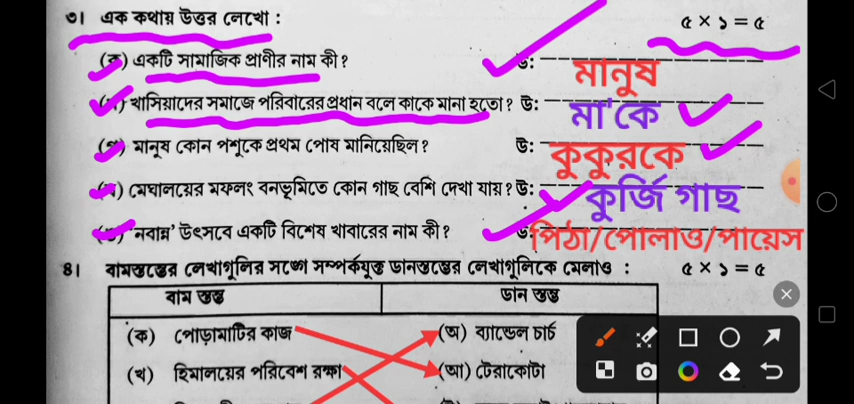 ৩। এক কথায় উত্তর লেখো : ৫ × ১ = ৫
(ক) একটি সামাজিক প্রাণীর নাম কী? উ: মানুষ
(খ) খাসিয়াদের সমাজে পরিবারের প্রধান বলে কাকে মানা হতো? উ: মা'কে
(গ) মানুষ কোন পশুকে প্রথম পোষ মানিয়েছিল? উ: কুকুরকে
(ঘ) মেঘালয়ের মফলং বনভূমিতে কোন গাছ বেশি দেখা যায়? উ: কুর্জি গাছ
(ঙ) 'নবান্ন' উৎসবে একটি বিশেষ খাবারের নাম কী? উ: পিঠা/পোলাও/পায়েস
৪। বামস্তম্ভের লেখাগুলির সঙ্গে সম্পর্কযুক্ত ডানস্তম্ভের লেখাগুলিকে মেলাও : ৫ × ১ = ৫
বাম স্তম্ভ ডান স্তম্ভ
(ক) পোড়ামাটির কাজ (অ) ব্যান্ডেল চার্চ
(খ) হিমালয়ের পরিবেশ রক্ষা (আ) টেরাকোটা